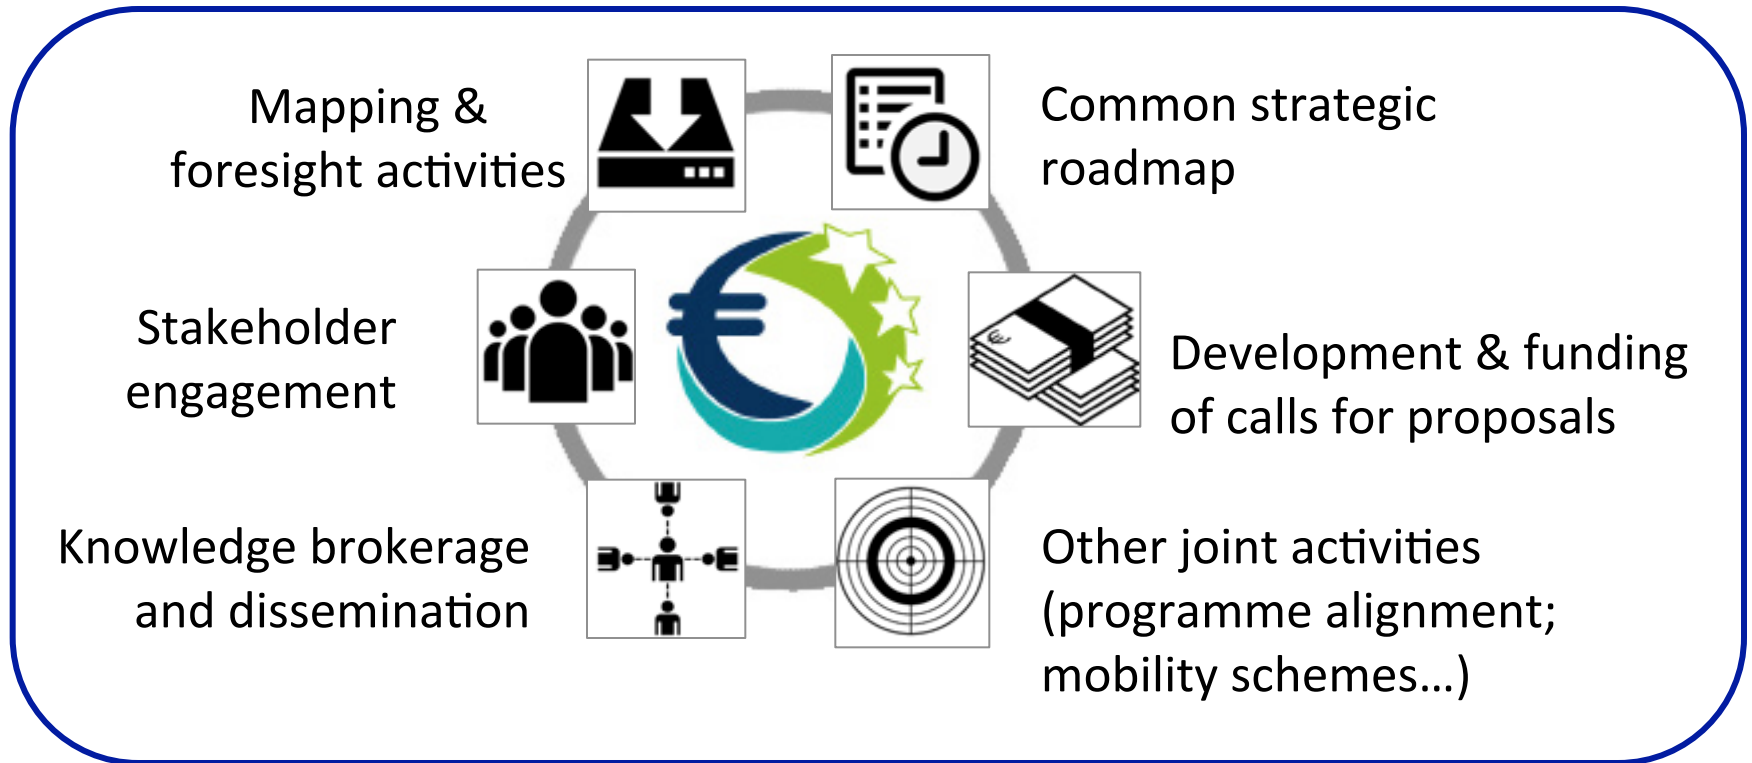 Mapping &
foresight activities
Common strategic
roadmap
Stakeholder
engagement
Development & funding
of calls for proposals
Knowledge brokerage
and dissemination
Other joint activities
(programme alignment;
mobility schemes…)